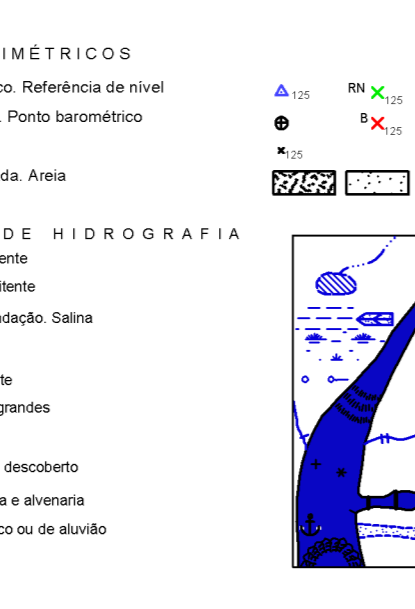 IMÉTRICOS
co. Referência de nível
125
RN
125
. Ponto barométrico
B
125
125
da. Areia
DE HIDROGRAFIA
ente
itente
ndação. Salina
te
grandes
descoberto
a e alvenaria
co ou de aluvião